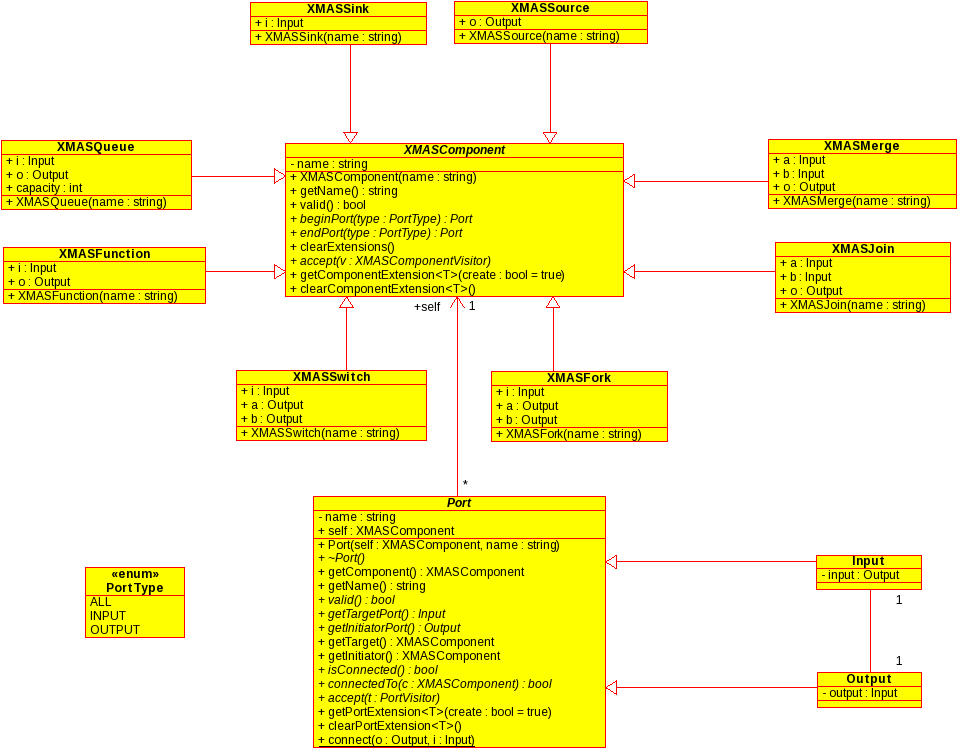 XMASSink
+ i : Input
+ XMASSink(name : string)
XMASSource
+ o : Output
+ XMASSource(name : string)
XMASQueue
+ i : Input
+ o : Output
+ capacity : int
+ XMASQueue(name : string)
XMASComponent
- name : string
+ XMASComponent(name : string)
+ getName() : string
+ valid() : bool
+ beginPort(type : PortType) : Port
+ endPort(type : PortType) : Port
+ clearExtensions()
+ accept(v : XMASComponentVisitor)
+ getComponentExtension<T>(create : bool = true)
+ clearComponentExtension<T>()
XMASMerge
+ a : Input
+ b : Input
+ o : Output
+ XMASMerge(name : string)
XMASFunction
+ i : Input
+ o : Output
+ XMASFunction(name : string)
XMASJoin
+ a : Input
+ b : Input
+ o : Output
+ XMASJoin(name : string)
+self
1
XMASSwitch
+ i : Input
+ a : Output
+ b : Output
+ XMASSwitch(name : string)
XMASFork
+ i : Input
+ a : Output
+ b : Output
+ XMASFork(name : string)
*
Port
- name : string
+ self : XMASComponent
+ Port(self : XMASComponent, name : string)
+ ~Port()
+ getComponent() : XMASComponent
+ getName() : string
+ valid() : bool
+ getTargetPort() : Input
+ getInitiatorPort() : Output
+ getTarget() : XMASComponent
+ getInitiator() : XMASComponent
+ isConnected() : bool
+ connectedTo(c : XMASComponent) : bool
+ accept(t : PortVisitor)
+ getPortExtension<T>(create : bool = true)
+ clearPortExtension<T>()
+ connect(o : Output, i : Input)
«enum»
PortType
ALL
INPUT
OUTPUT
Input
- input : Output
1
1
Output
- output : Input